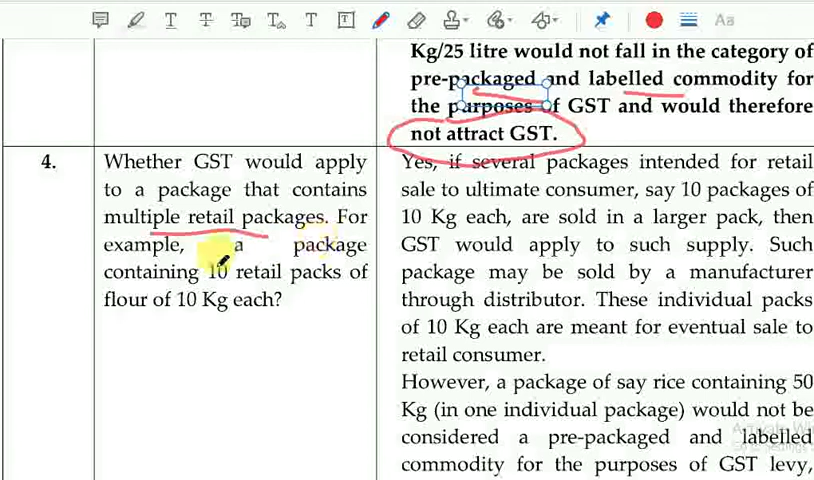 Kg/25 litre would not fall in the category of
pre-packaged and labelled commodity for
the purposes of GST and would therefore
not attract GST.
4.
Whether GST would apply
to a package that contains
multiple retail packages. For
example, a package
containing 10 retail packs of
flour of 10 Kg each?
Yes, if several packages intended for retail
sale to ultimate consumer, say 10 packages of
10 Kg each, are sold in a larger pack, then
GST would apply to such supply. Such
package may be sold by a manufacturer
through distributor. These individual packs
of 10 Kg each are meant for eventual sale to
retail consumer.
However, a package of say rice containing 50
Kg (in one individual package) would not be
considered a pre-packaged and labelled
commodity for the purposes of GST levy,